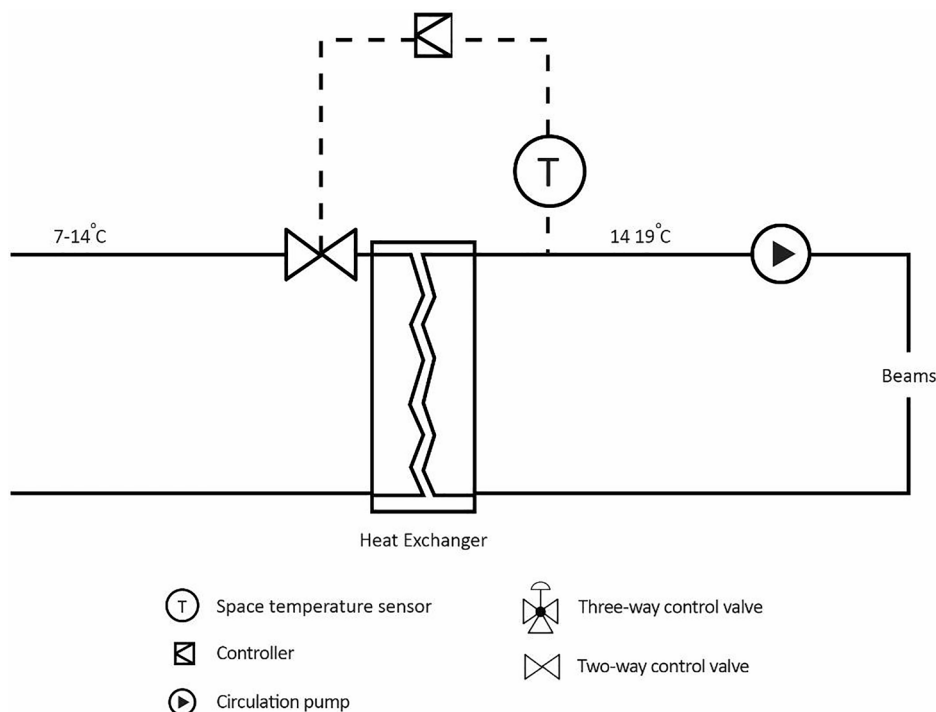 T
7-14°C
14 19°C
Beams
Heat Exchanger
T Space temperature sensor
Three-way control valve
Controller
Two-way control valve
Circulation pump